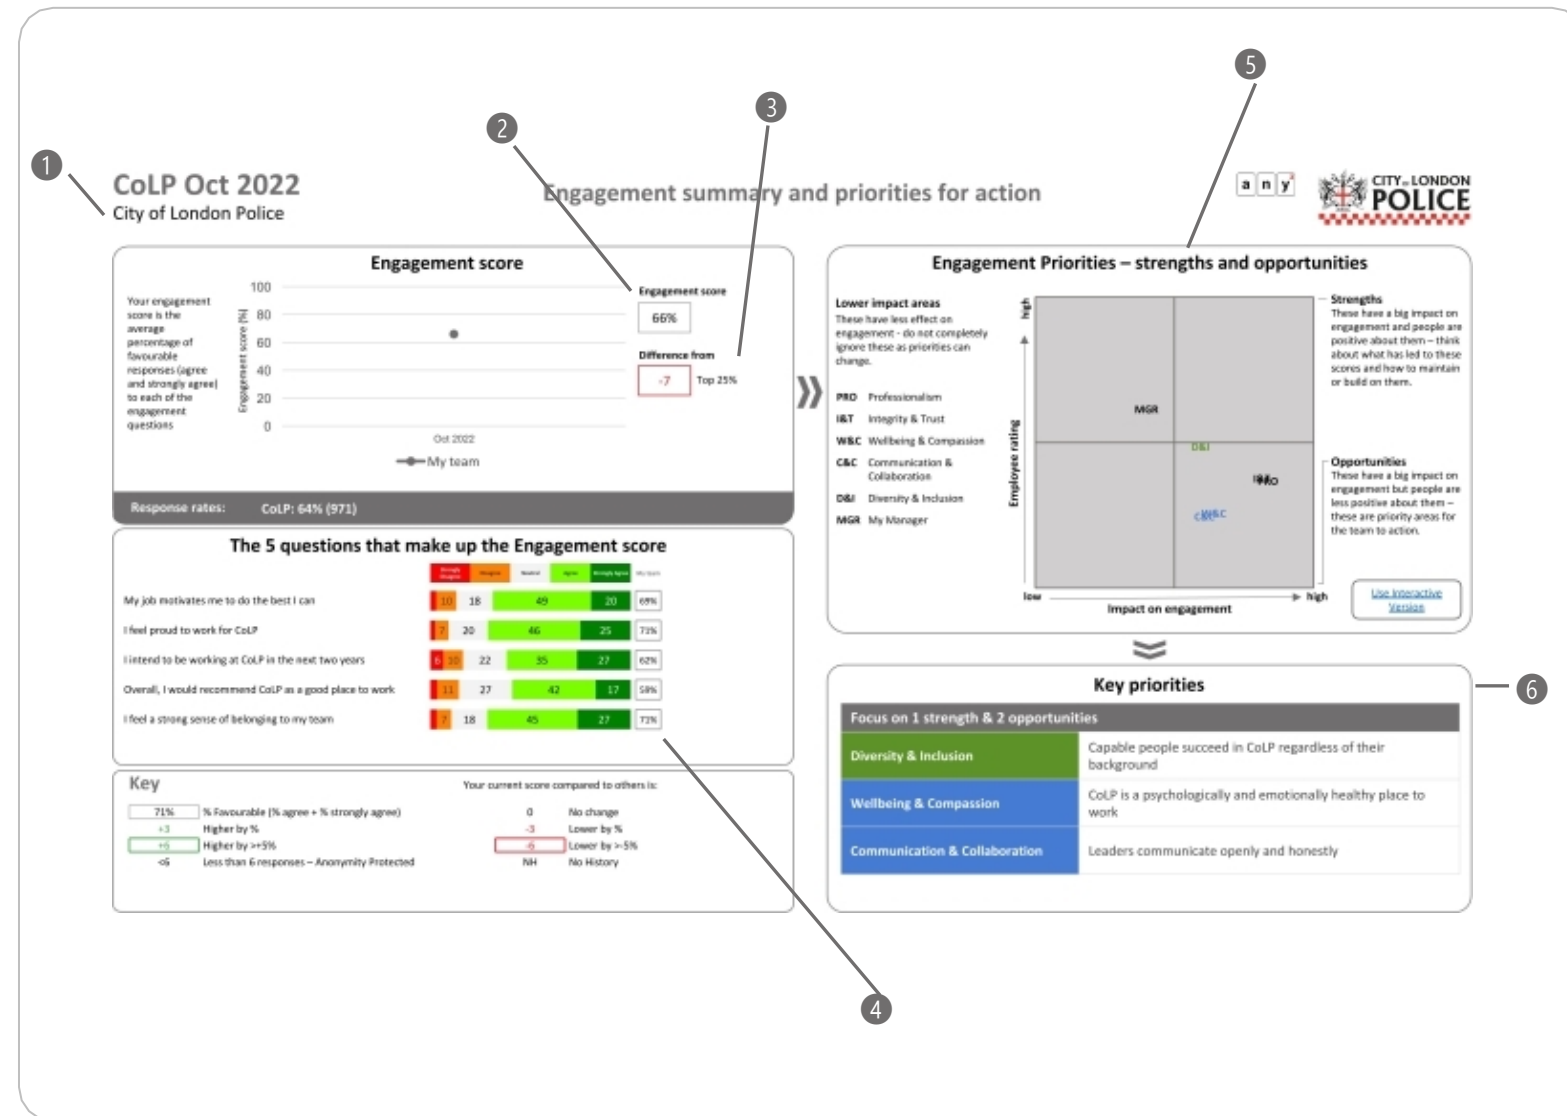 5
3
2
1
CoLP Oct 2022
City of London Police
Engagement summary and priorities for action
a n y
CITY OF LONDON
POLICE
Engagement score
Your engagement
score is the
average
percentage of
favourable
responses (agree
and strongly agree)
to each of the
engagement
questions
Engagement score (%)
100
80
60
40
20
0
Oct 2022
My team
Engagement score
66%
Difference from
-7 Top 25%
Response rates: CoLP: 64% (971)
The 5 questions that make up the Engagement score
Strongly Disagree Disagree Neutral Agree Strongly Agree My team
My job motivates me to do the best I can 10 18 49 20 69%
I feel proud to work for CoLP 7 20 46 25 71%
I intend to be working at CoLP in the next two years 6 10 22 35 27 62%
Overall, I would recommend CoLP as a good place to work 11 27 42 17 59%
I feel a strong sense of belonging to my team 7 18 45 27 71%
Key
Your current score compared to others is:
71% % Favourable (% agree + % strongly agree)
+3 Higher by %
+6 Higher by >+5%
<6 Less than 6 responses – Anonymity Protected
0 No change
-3 Lower by %
-6 Lower by >-5%
NH No History
4
Engagement Priorities – strengths and opportunities
Lower impact areas
These have less effect on
engagement - do not completely
ignore these as priorities can
change.
PRO Professionalism
I&T Integrity & Trust
W&C Wellbeing & Compassion
C&C Communication &
Collaboration
D&I Diversity & Inclusion
MGR My Manager
high
Employee rating
low
Impact on engagement
high
MGR
D&I
PRO
C&C W&C
Strengths
These have a big impact on
engagement and people are
positive about them – think
about what has led to these
scores and how to maintain
or build on them.
Opportunities
These have a big impact on
engagement but people are
less positive about them –
these are priority areas for
the team to action.
Use Interactive
Version
Key priorities
6
Focus on 1 strength & 2 opportunities
Diversity & Inclusion
Capable people succeed in CoLP regardless of their
background
Wellbeing & Compassion
CoLP is a psychologically and emotionally healthy place to
work
Communication & Collaboration
Leaders communicate openly and honestly